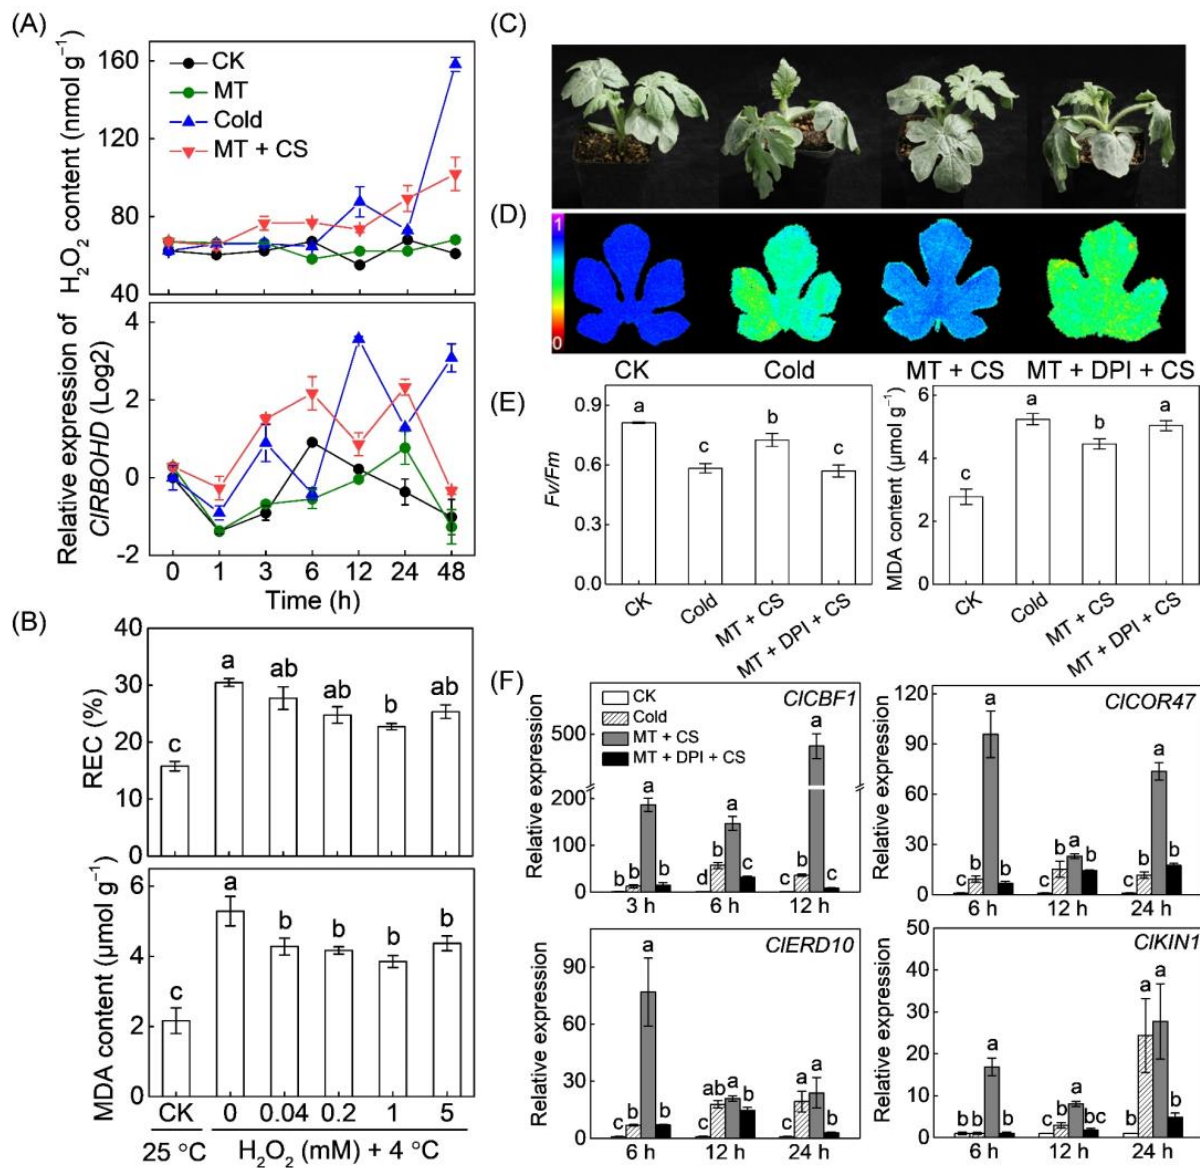 (A)
160
120
80
40
H₂O₂ content (nmol g⁻¹)
CK
MT
Cold
MT + CS
4
2
0
-2
Relative expression of
ClRBOHD (Log2)
0 1 3 6 12 24 48
Time (h)
(B)
40
30
20
10
0
REC (%)
c a ab ab b b
6
4
2
0
MDA content (μmol g⁻¹)
c a b b b b
CK 0 0.04 0.2 1 5
25 °C H₂O₂ (mM) + 4 °C
(C)
(D)
1
0
CK Cold MT + CS MT + DPI + CS
(E)
0.9
0.6
0.3
0.0
Fv/Fm
a c b c
CK Cold MT + CS MT + DPI + CS
6
4
2
0
MDA content (μmol g⁻¹)
c a b a
CK Cold MT + CS MT + DPI + CS
(F)
ClCBF1
CK
Cold
MT + CS
MT + DPI + CS
500
200
100
0
Relative expression
c b a b d b a c c b a b
3 h 6 h 12 h
ClCOR47
120
90
60
30
0
Relative expression
c b a b c b a b c b a b
6 h 12 h 24 h
ClERD10
90
60
30
0
Relative expression
c b a b c ab a b b a a b
6 h 12 h 24 h
ClKIN1
50
40
30
20
10
0
Relative expression
b b a b c b a bc b a a b
6 h 12 h 24 h